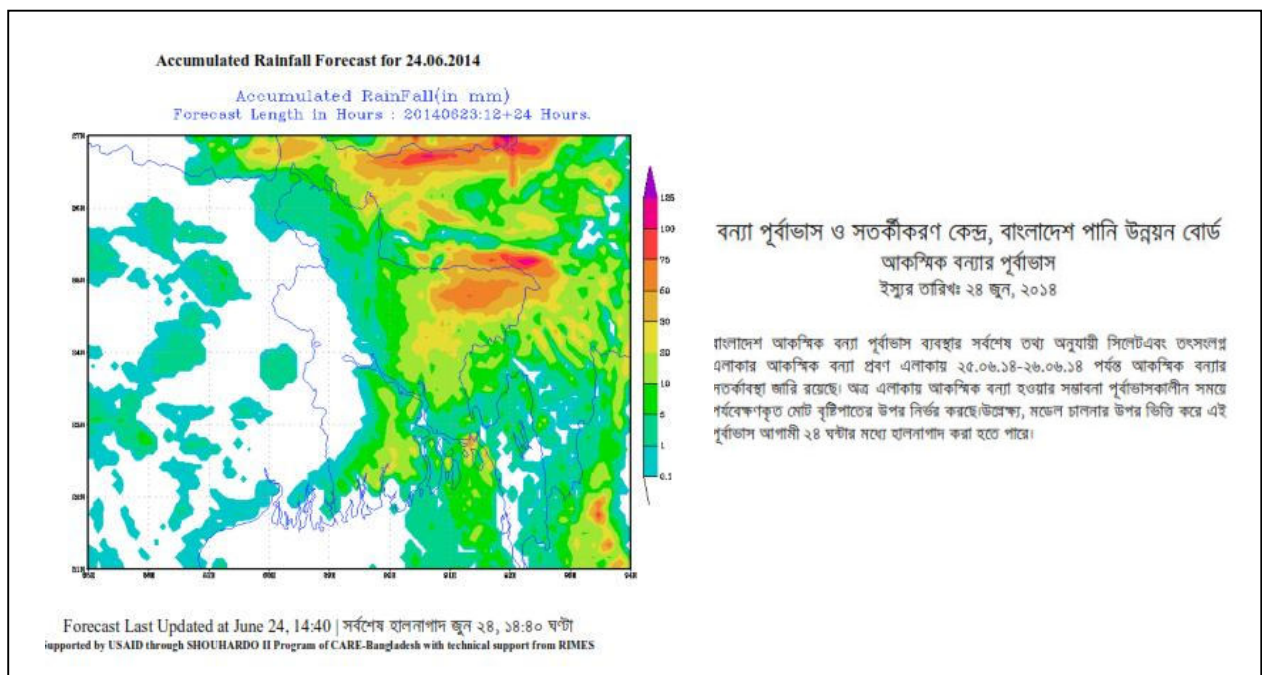 Accumulated Rainfall Forecast for 24.06.2014
Accumulated RainFall(in mm)
Forecast Length in Hours : 20140623:12+24 Hours.
100
75
30
20
10
5
1
0.1
Forecast Last Updated at June 24, 14:40 | সর্বশেষ হালনাগাদ জুন ২৪, ১৪:৪০ ঘণ্টা
Supported by USAID through SHOUHARDO II Program of CARE-Bangladesh with technical support from RIMES
বন্যা পূর্বাভাস ও সতর্কীকরণ কেন্দ্র, বাংলাদেশ পানি উন্নয়ন বোর্ড
আকস্মিক বন্যার পূর্বাভাস
ইস্যুর তারিখঃ ২৪ জুন, ২০১৪
বাংলাদেশ আকস্মিক বন্যা পূর্বাভাস ব্যবস্থার সর্বশেষ তথ্য অনুযায়ী সিলেটএবং তৎসংলগ্ন
এলাকার আকস্মিক বন্যা প্রবণ এলাকায় ২৫.০৬.১৪-২৬.০৬.১৪ পর্যন্ত আকস্মিক বন্যার
সতর্কাবস্থা জারি রয়েছে। অত্র এলাকায় আকস্মিক বন্যা হওয়ার সম্ভাবনা পূর্বাভাসকালীন সময়ে
পর্যবেক্ষণকৃত মোট বৃষ্টিপাতের উপর নির্ভর করছে।উল্লেক্ষ্য, মডেল চালনার উপর ভিত্তি করে এই
পূর্বাভাস আগামী ২৪ ঘন্টার মধ্যে হালনাগাদ করা হতে পারে।